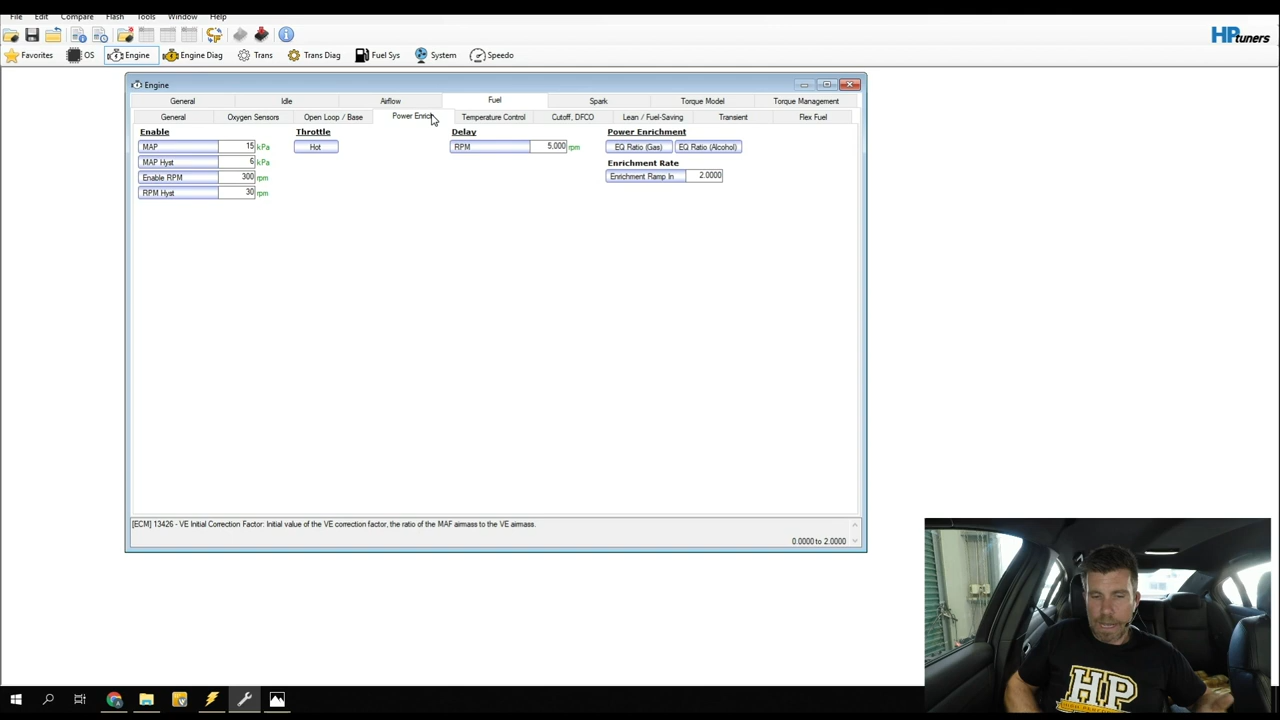 File Edit Compare Flash Tools Window Help
HPtuners
Favorites OS Engine Engine Diag Trans Trans Diag Fuel Sys System Speedo
Engine
General Idle Airflow Fuel Spark Torque Model Torque Management
General Oxygen Sensors Open Loop / Base Power Enrich Temperature Control Cutoff, DFCO Lean / Fuel-Saving Transient Flex Fuel
Enable Throttle Delay Power Enrichment
MAP 15 kPa Hot RPM 5.000 rpm EQ Ratio (Gas) EQ Ratio (Alcohol)
MAP Hyst 6 kPa Enrichment Rate
Enable RPM 300 rpm Enrichment Ramp In 2.0000
RPM Hyst 30 rpm
[ECM] 13426 - VE Initial Correction Factor: Initial value of the VE correction factor, the ratio of the MAF airmass to the VE airmass.
0.0000 to 2.0000
HP